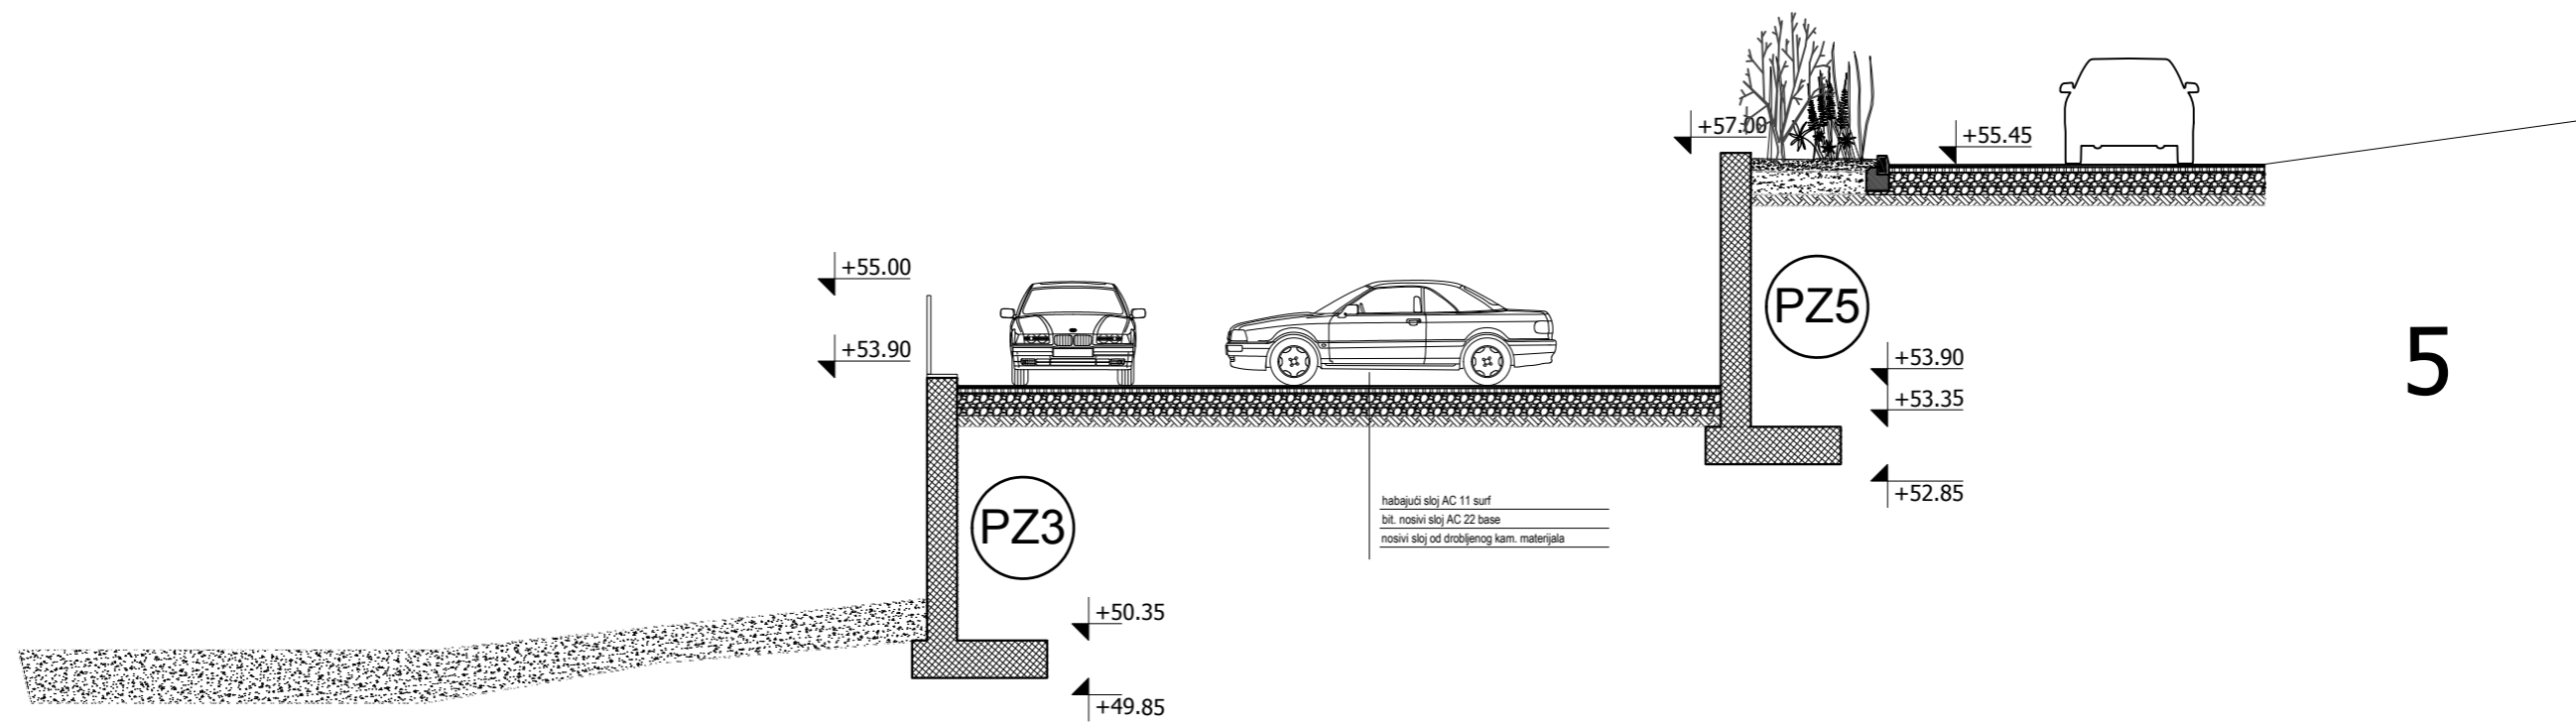 +57.00
+55.45
+55.00
+53.90
PZ5
+53.90
+53.35
+52.85
5
habajući sloj AC 11 surf
bit. nosivi sloj AC 22 base
nosivi sloj od drobljenog kam. materijala
PZ3
+50.35
+49.85